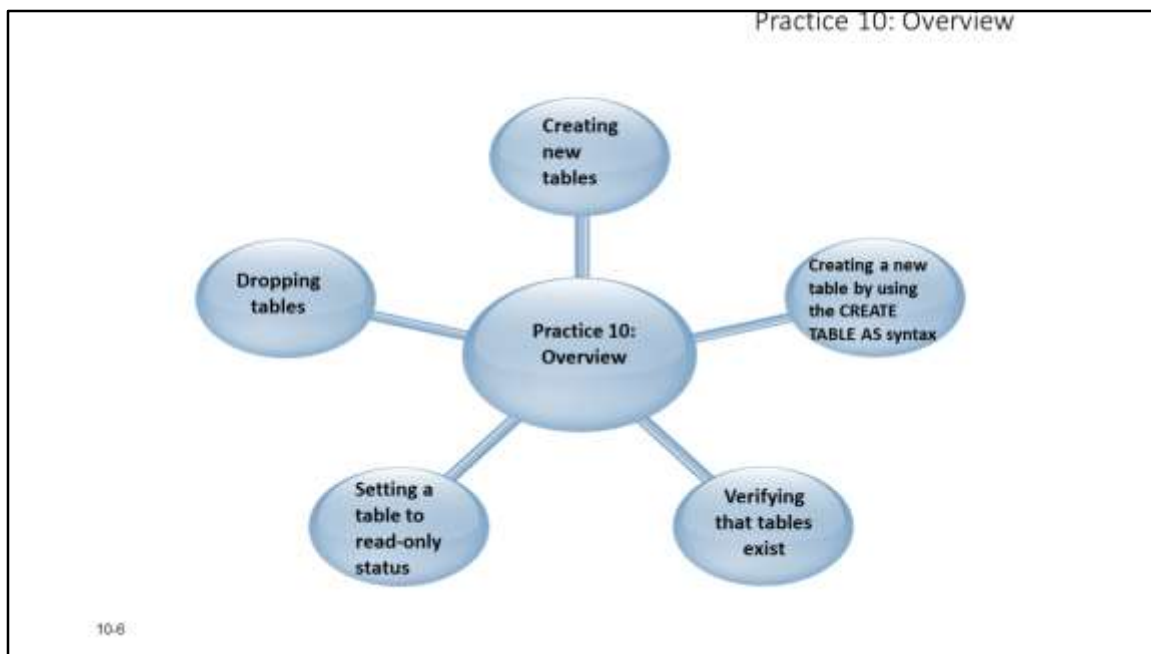 Practice 10: Overview
Creating
new
tables
Dropping
tables
Creating a new
table by using
the CREATE
TABLE AS syntax
Practice 10:
Overview
Setting a
table to
read-only
status
Verifying
that tables
exist
10-6